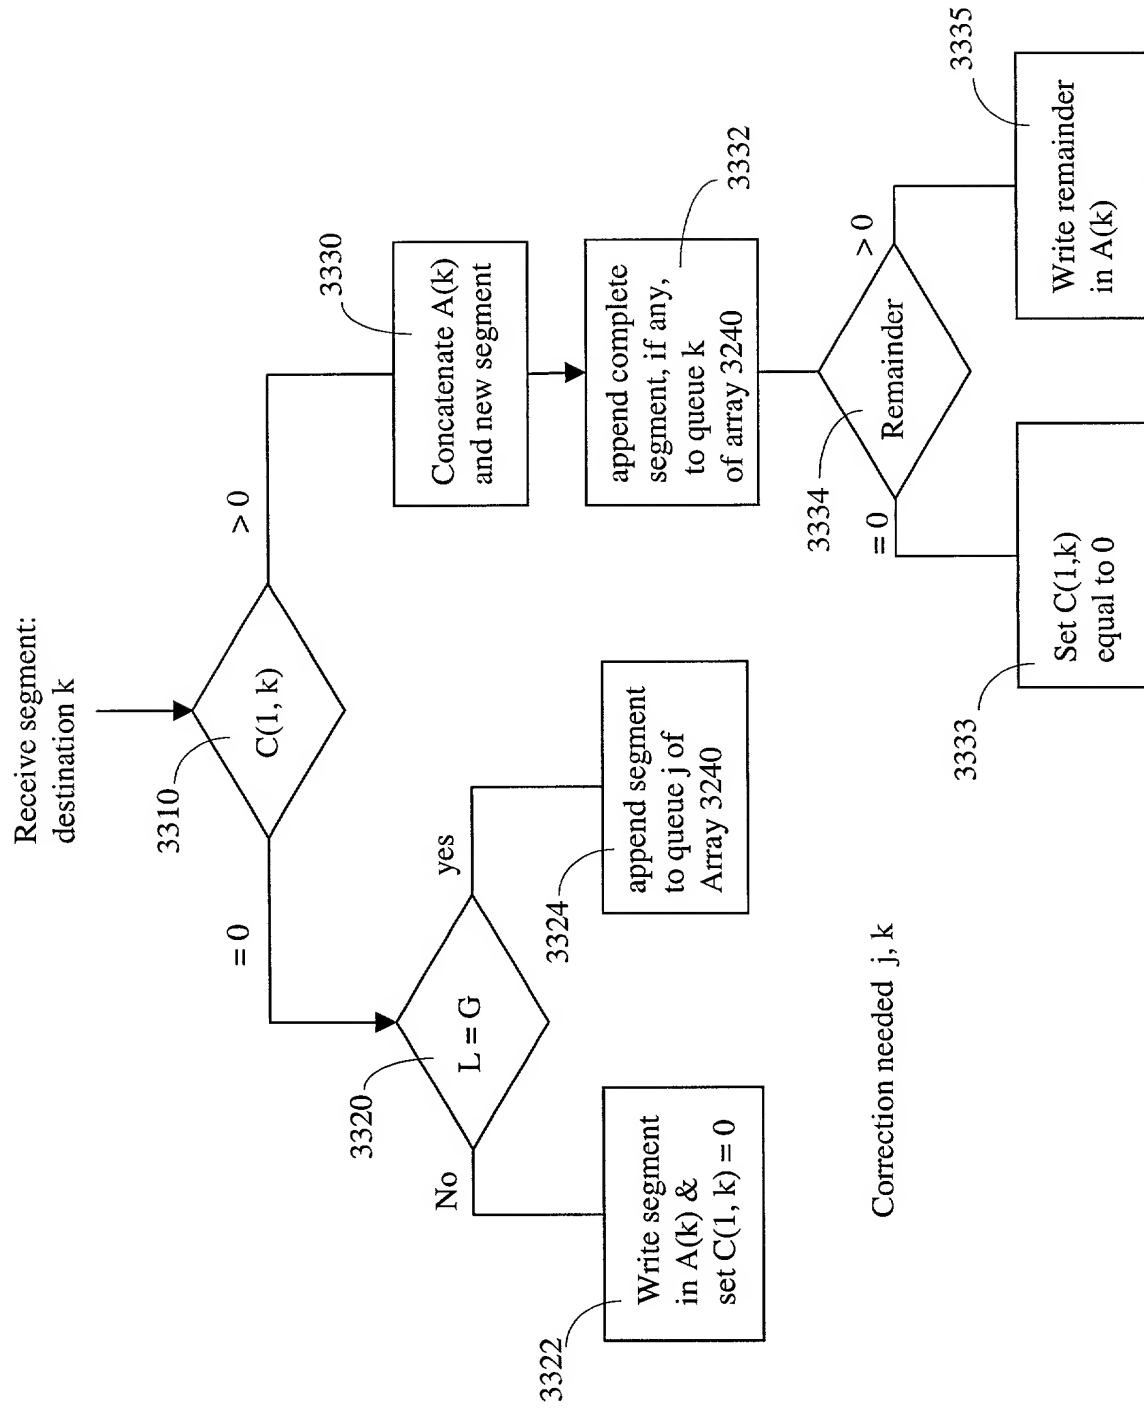 Receive segment:
destination k
3310
C(1, k)
= 0
> 0
3320
L = G
No
yes
3322
Write segment
in A(k) &
set C(1, k) = 0
3324
append segment
to queue j of
Array 3240
3330
Concatenate A(k)
and new segment
3332
append complete
segment, if any,
to queue k
of array 3240
3334
Remainder
= 0
> 0
3333
Set C(1,k)
equal to 0
3335
Write remainder
in A(k)
Correction needed j, k